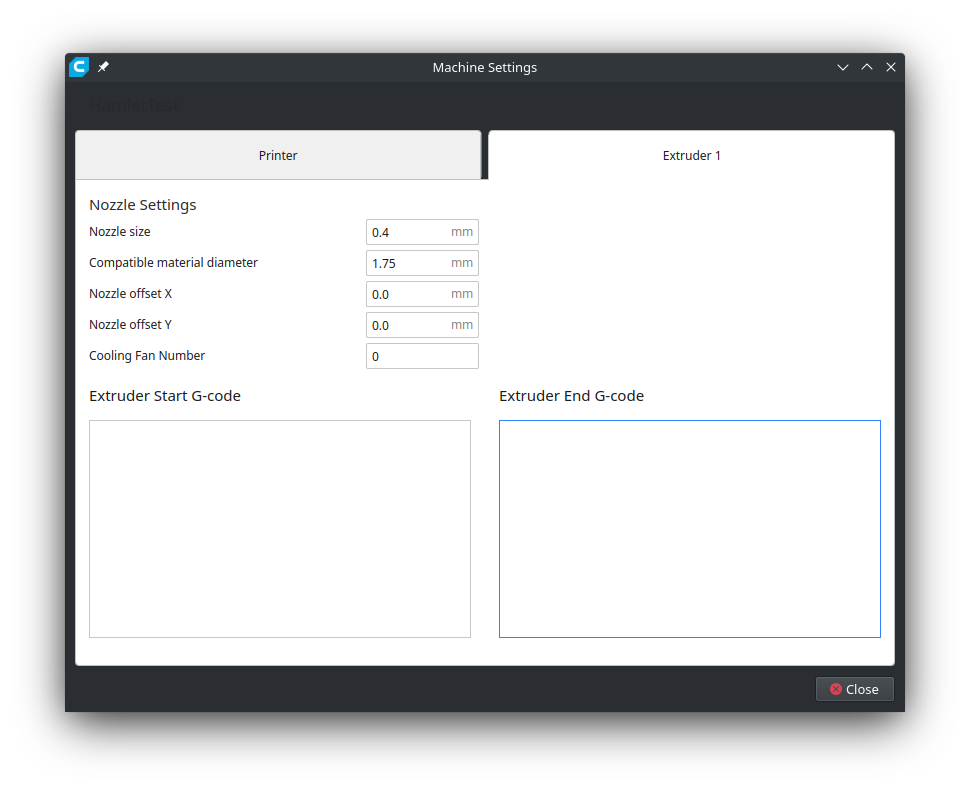 Machine Settings
HamletTest
Printer
Extruder 1
Nozzle Settings
Nozzle size
0.4 mm
Compatible material diameter
1.75 mm
Nozzle offset X
0.0 mm
Nozzle offset Y
0.0 mm
Cooling Fan Number
0
Extruder Start G-code
Extruder End G-code
Close